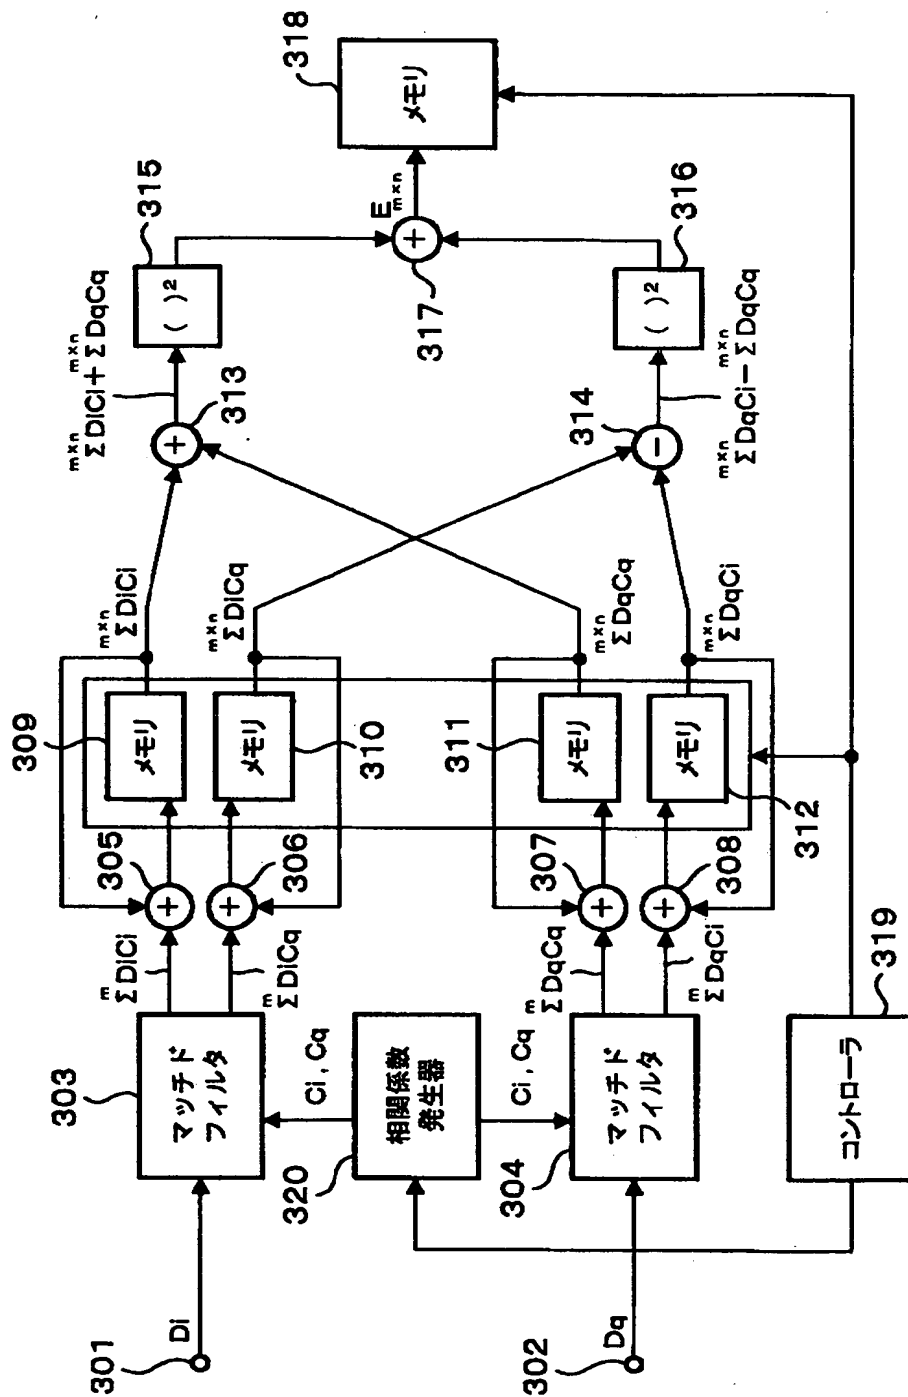 301
Di
302
Dq
303
マッチド
フィルタ
Ci, Cq
320
相関係数
発生器
Ci, Cq
304
マッチド
フィルタ
319
コントローラ
m
ΣDiCi
m
ΣDiCq
m
ΣDqCq
m
ΣDqCi
305
+
306
+
307
+
308
+
309
メモリ
310
メモリ
311
メモリ
312
メモリ
m×n
ΣDiCi
m×n
ΣDiCq
m×n
ΣDqCq
m×n
ΣDqCi
313
+
314
−
m×n m×n
ΣDiCi+ΣDqCq
m×n m×n
ΣDqCi−ΣDqCq
315
( )²
316
( )²
317
+
E
m×n
318
メモリ